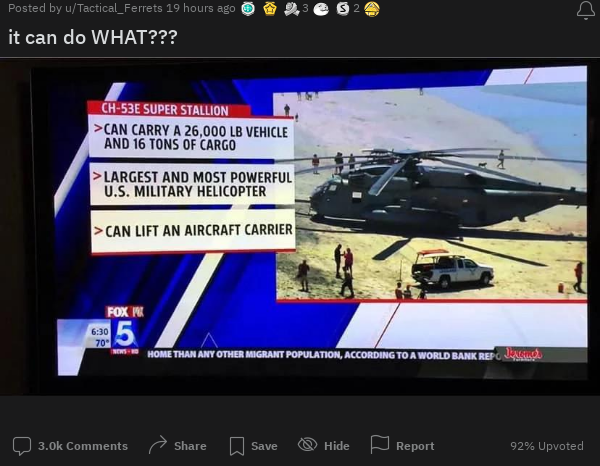 Posted by u/Tactical_Ferrets 19 hours ago 3 S 2
it can do WHAT???
CH-53E SUPER STALLION
>CAN CARRY A 26,000 LB VEHICLE
AND 16 TONS OF CARGO
>LARGEST AND MOST POWERFUL
U.S. MILITARY HELICOPTER
>CAN LIFT AN AIRCRAFT CARRIER
FOX
5
6:30
70°
NEWS
HOME THAN ANY OTHER MIGRANT POPULATION, ACCORDING TO A WORLD BANK REPO
Jerome's
3.0k Comments Share Save Hide Report 92% Upvoted